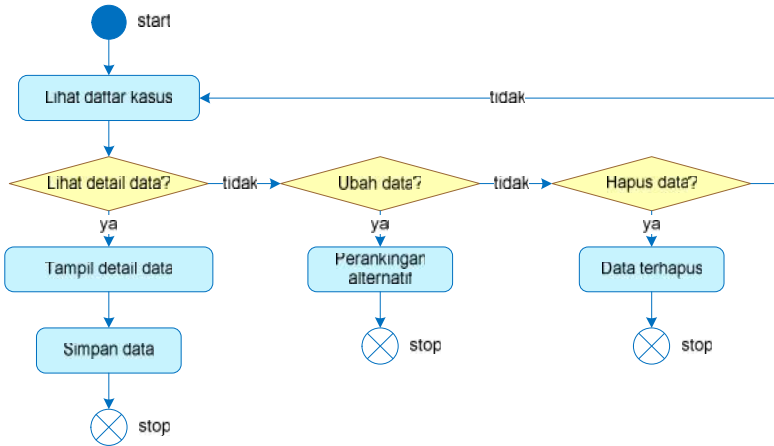 start
Lihat daftar kasus
tidak
Lihat detail data?
tidak
Ubah data?
tidak
Hapus data?
ya
ya
ya
Tampil detail data
Perankingan
alternatif
Data terhapus
Simpan data
stop
stop
stop